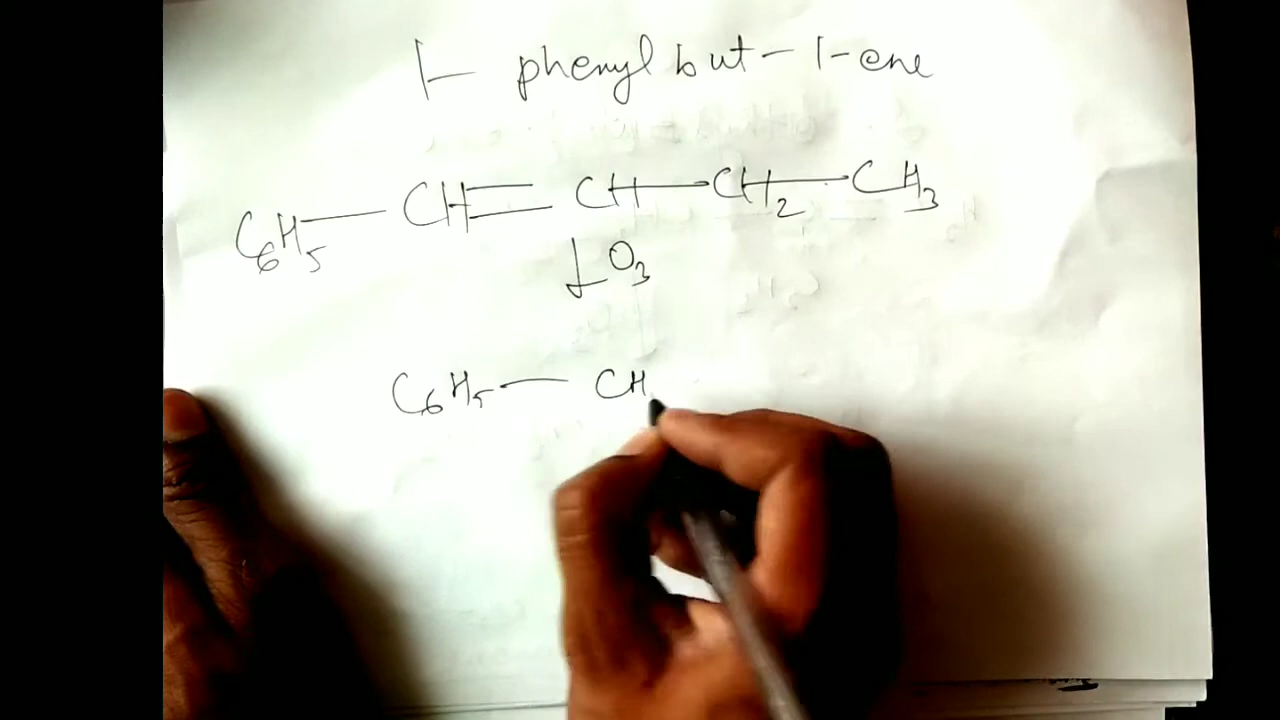 1- phenyl but-1-ene
C6H5-CH=CH-CH2-CH3
↓ O3
C6H5-CH